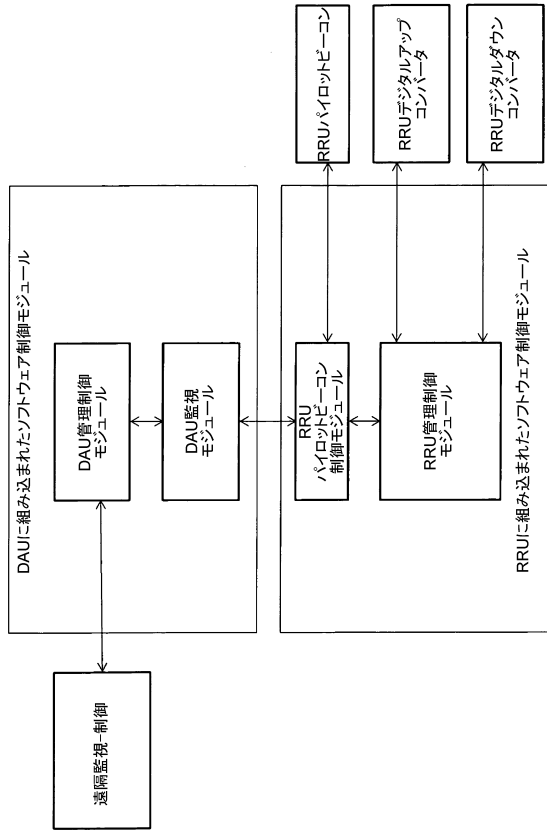 DAUに組み込まれたソフトウェア制御モジュール
遠隔監視-制御
DAU管理制御
モジュール
DAU監視
モジュール
RRU
パイロットビーコン
制御モジュール
RRU管理制御
モジュール
RRUに組み込まれたソフトウェア制御モジュール
RRUパイロットビーコン
RRUデジタルアップ
コンバータ
RRUデジタルダウン
コンバータ